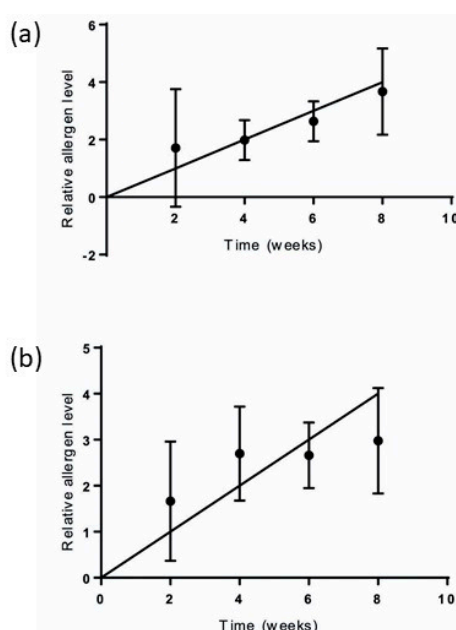 (a)
6
4
2
0
-2
2 4 6 8 10
Relative allergen level
Time (weeks)
(b)
5
4
3
2
1
0
0 2 4 6 8 10
Relative allergen level
Time (weeks)